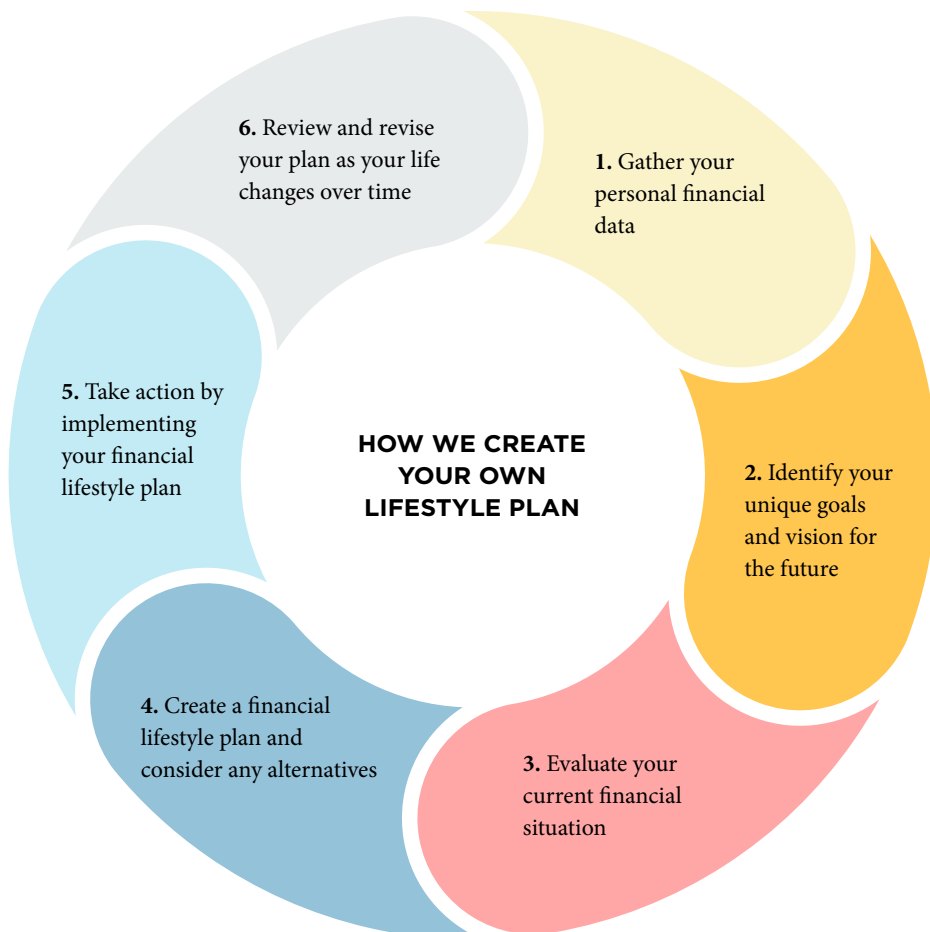 HOW WE CREATE
YOUR OWN
LIFESTYLE PLAN
1. Gather your
personal financial
data
2. Identify your
unique goals
and vision for
the future
3. Evaluate your
current financial
situation
4. Create a financial
lifestyle plan and
consider any alternatives
5. Take action by
implementing
your financial
lifestyle plan
6. Review and revise
your plan as your life
changes over time